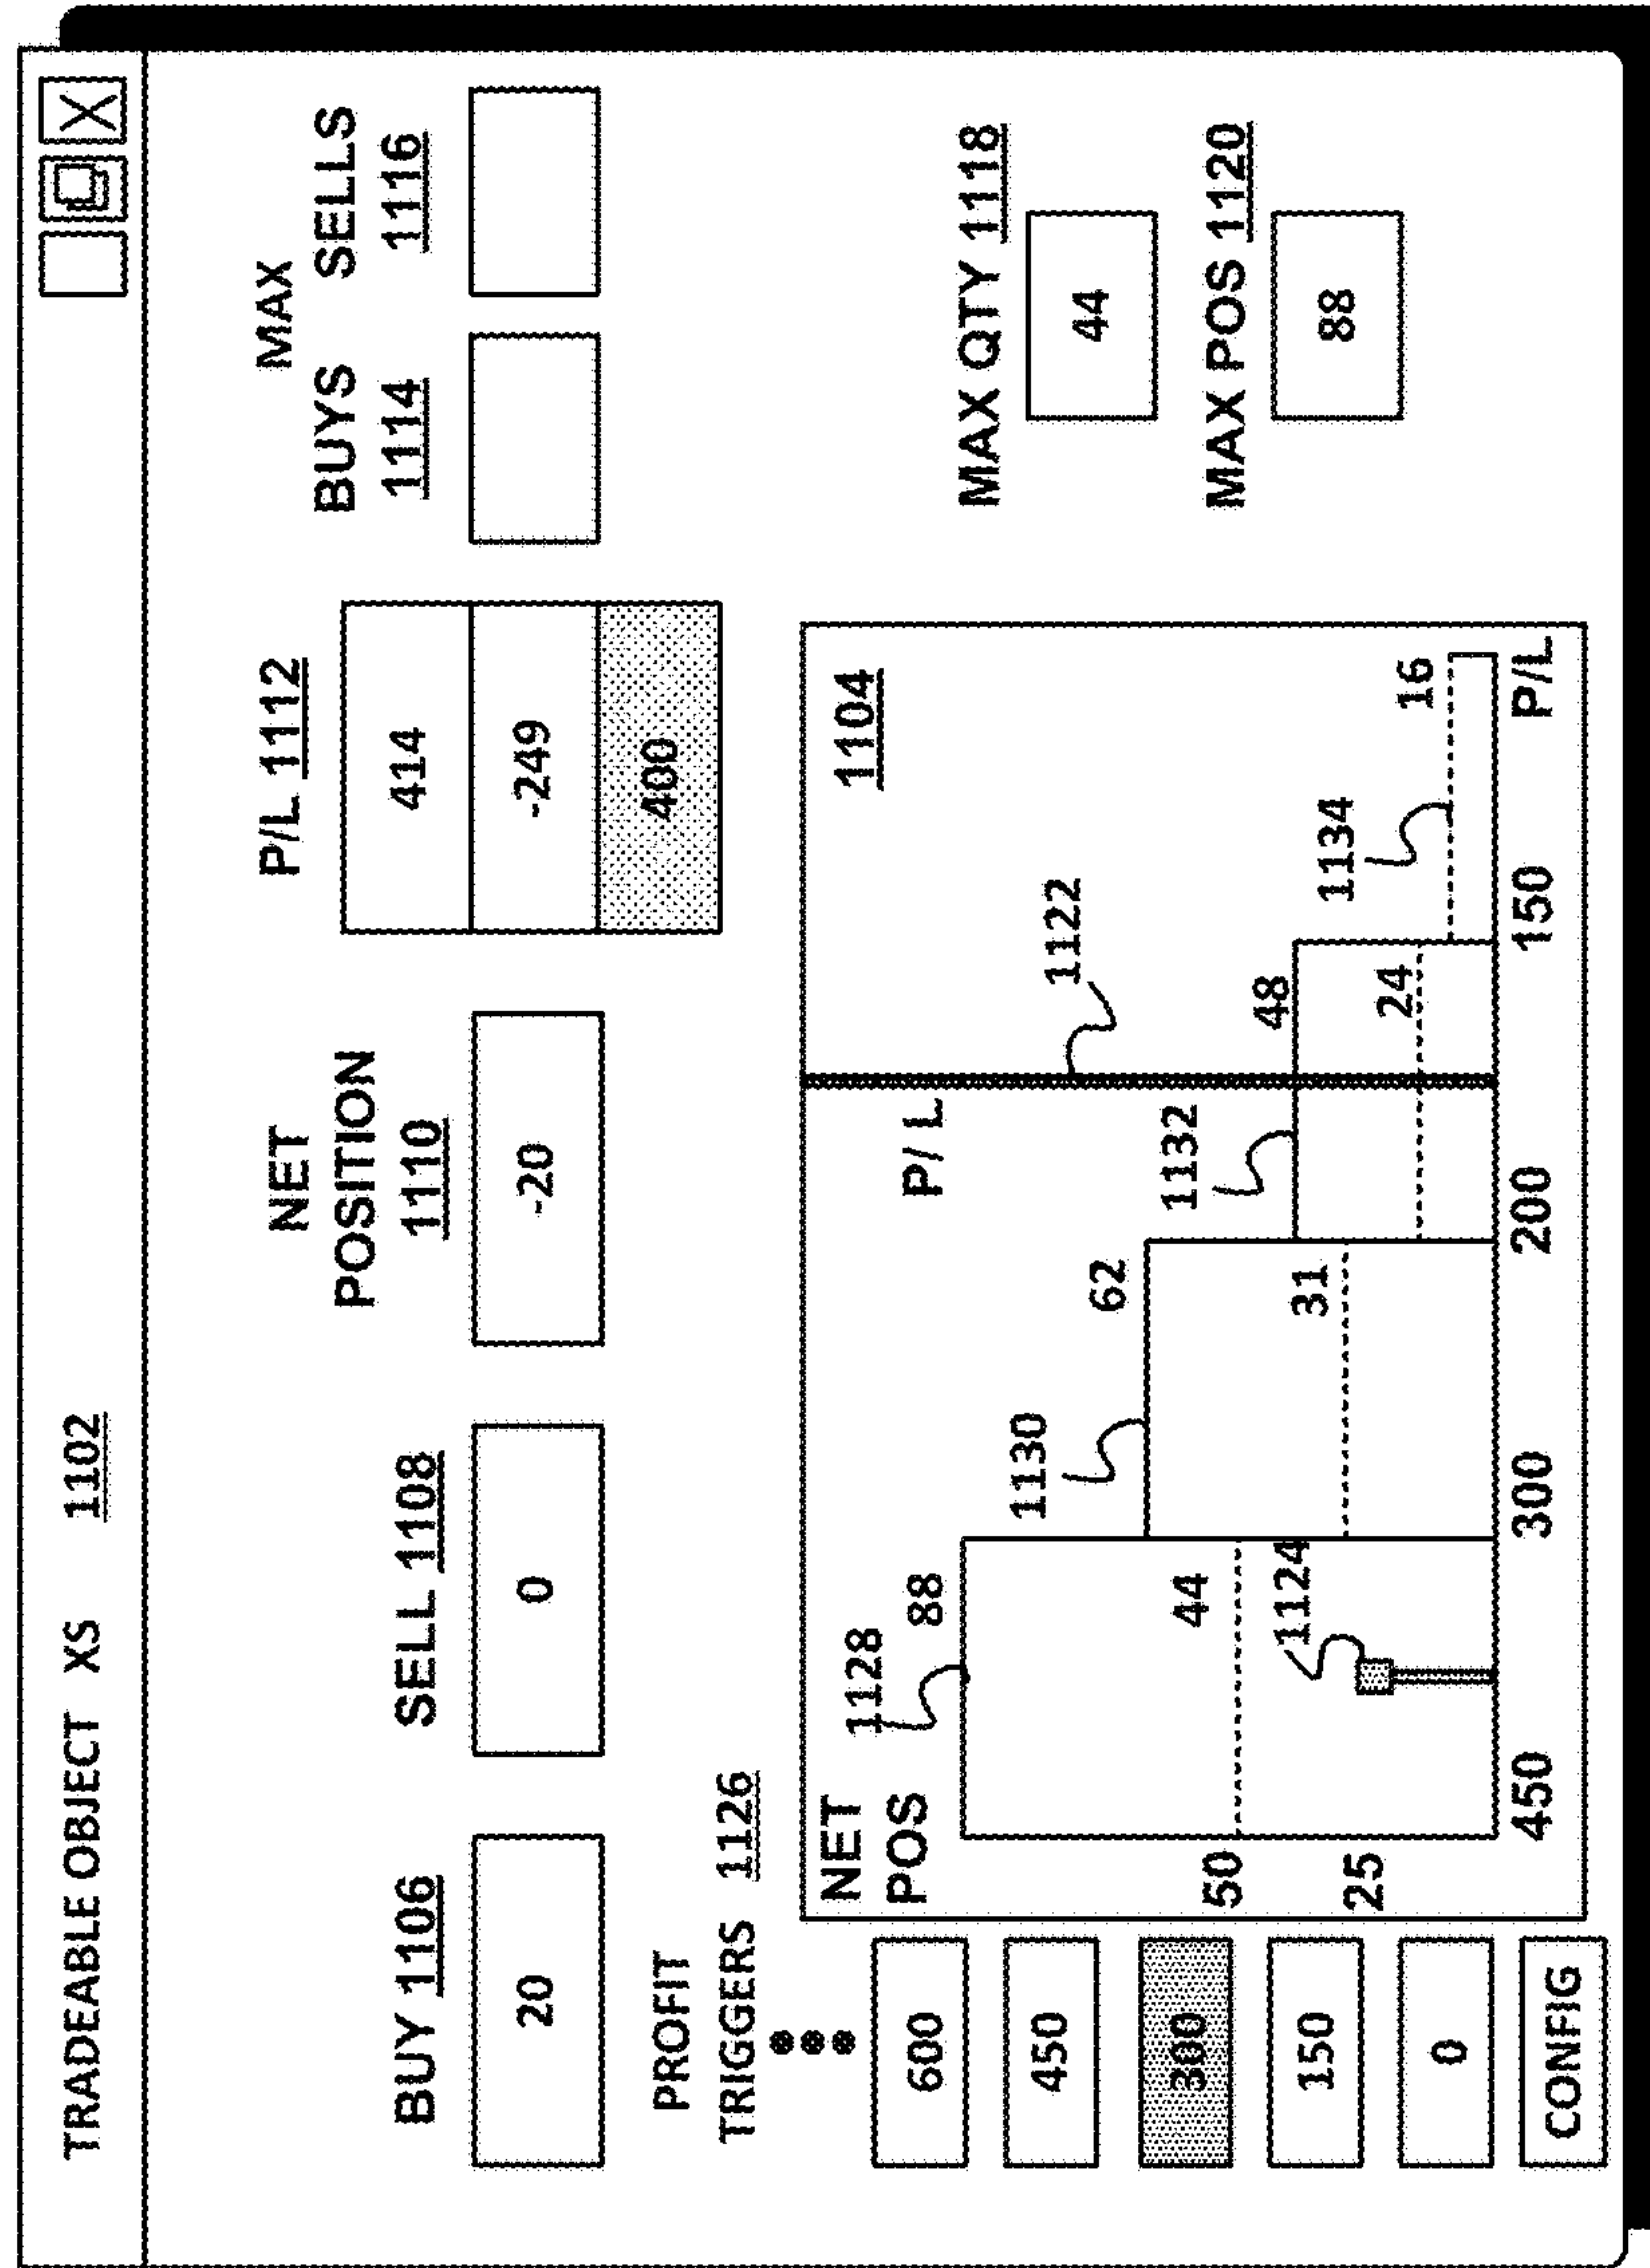 TRADEABLE OBJECT XS 1102
X
MAX
BUY 1106
SELL 1108
NET
POSITION
1110
P/L 1112
BUYS
1114
SELLS
1116
20
0
-20
414
-249
400
PROFIT
TRIGGERS 1126
600
450
300
150
0
CONFIG
NET
POS
50
25
1128
88
44
1124
1130
62
31
P/ L
1132
1122
48
24
1104
1134
16
450
300
200
150
P/L
MAX QTY 1118
44
MAX POS 1120
88